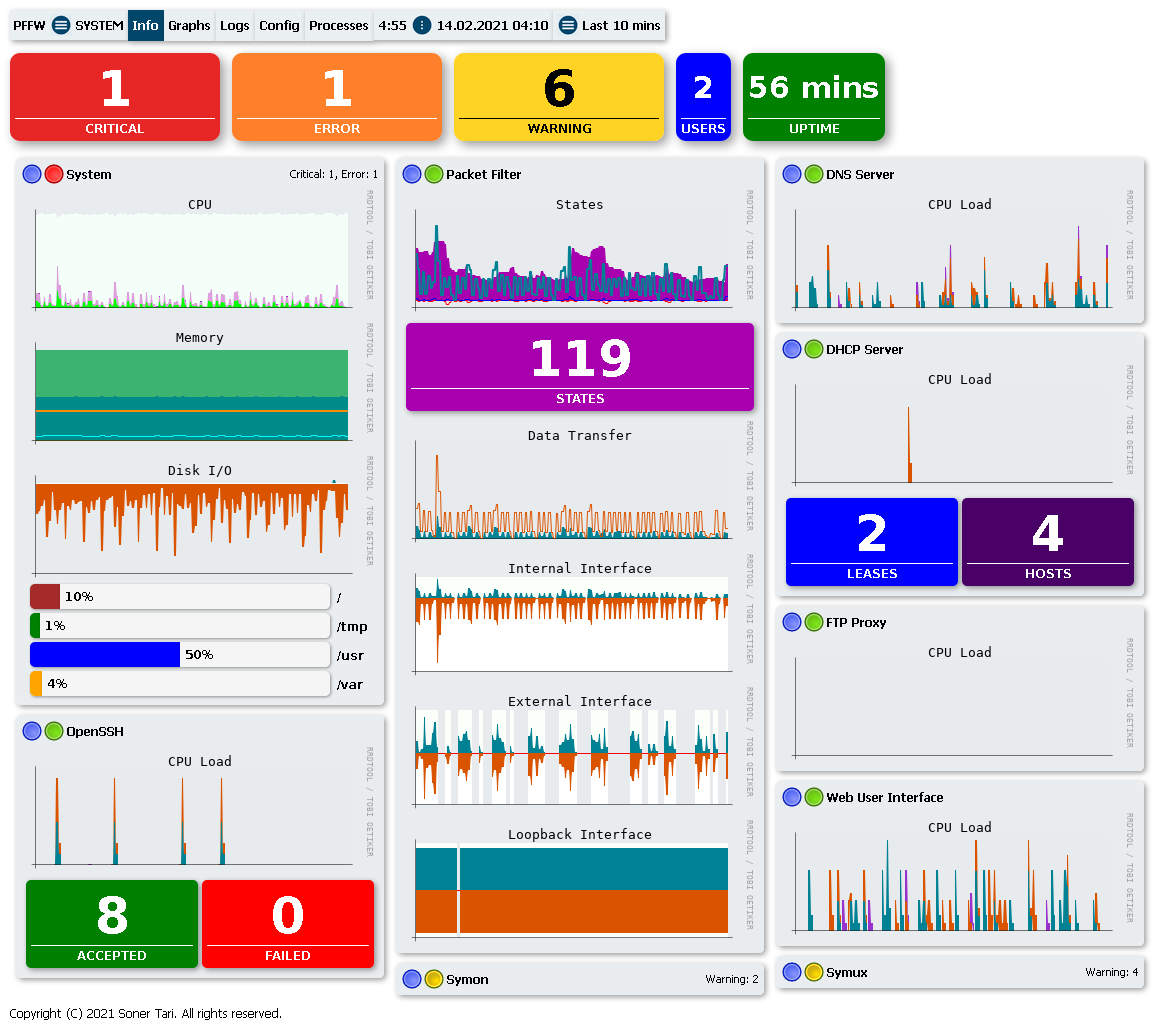 PFFW SYSTEM Info Graphs Logs Config Processes 4:55 14.02.2021 04:10 Last 10 mins
1 1 6 2 56 mins
CRITICAL ERROR WARNING USERS UPTIME
System Critical: 1, Error: 1
CPU
RRDTOOL / TOBI OETIKER
Memory
RRDTOOL / TOBI OETIKER
Disk I/O
RRDTOOL / TOBI OETIKER
10% /
1% /tmp
50% /usr
4% /var
OpenSSH
CPU Load
RRDTOOL / TOBI OETIKER
8 0
ACCEPTED FAILED
Packet Filter
States
RRDTOOL / TOBI OETIKER
119
STATES
Data Transfer
RRDTOOL / TOBI OETIKER
Internal Interface
RRDTOOL / TOBI OETIKER
External Interface
RRDTOOL / TOBI OETIKER
Loopback Interface
RRDTOOL / TOBI OETIKER
Symon Warning: 2
DNS Server
CPU Load
RRDTOOL / TOBI OETIKER
DHCP Server
CPU Load
RRDTOOL / TOBI OETIKER
2 4
LEASES HOSTS
FTP Proxy
CPU Load
RRDTOOL / TOBI OETIKER
Web User Interface
CPU Load
RRDTOOL / TOBI OETIKER
Symux Warning: 4
Copyright (C) 2021 Soner Tari. All rights reserved.